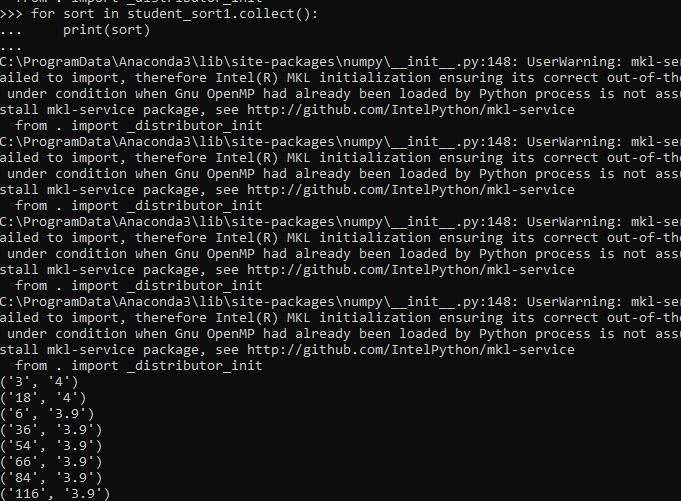 from . import _distributor_init
>>> for sort in student_sort1.collect():
...     print(sort)
...
C:\ProgramData\Anaconda3\lib\site-packages\numpy\__init__.py:148: UserWarning: mkl-se
ailed to import, therefore Intel(R) MKL initialization ensuring its correct out-of-the
 under condition when Gnu OpenMP had already been loaded by Python process is not assu
stall mkl-service package, see http://github.com/IntelPython/mkl-service
  from . import _distributor_init
C:\ProgramData\Anaconda3\lib\site-packages\numpy\__init__.py:148: UserWarning: mkl-se
ailed to import, therefore Intel(R) MKL initialization ensuring its correct out-of-the
 under condition when Gnu OpenMP had already been loaded by Python process is not assu
stall mkl-service package, see http://github.com/IntelPython/mkl-service
  from . import _distributor_init
C:\ProgramData\Anaconda3\lib\site-packages\numpy\__init__.py:148: UserWarning: mkl-se
ailed to import, therefore Intel(R) MKL initialization ensuring its correct out-of-the
 under condition when Gnu OpenMP had already been loaded by Python process is not assu
stall mkl-service package, see http://github.com/IntelPython/mkl-service
  from . import _distributor_init
C:\ProgramData\Anaconda3\lib\site-packages\numpy\__init__.py:148: UserWarning: mkl-se
ailed to import, therefore Intel(R) MKL initialization ensuring its correct out-of-the
 under condition when Gnu OpenMP had already been loaded by Python process is not assu
stall mkl-service package, see http://github.com/IntelPython/mkl-service
  from . import _distributor_init
('3', '4')
('18', '4')
('6', '3.9')
('36', '3.9')
('54', '3.9')
('66', '3.9')
('84', '3.9')
('116', '3.9')